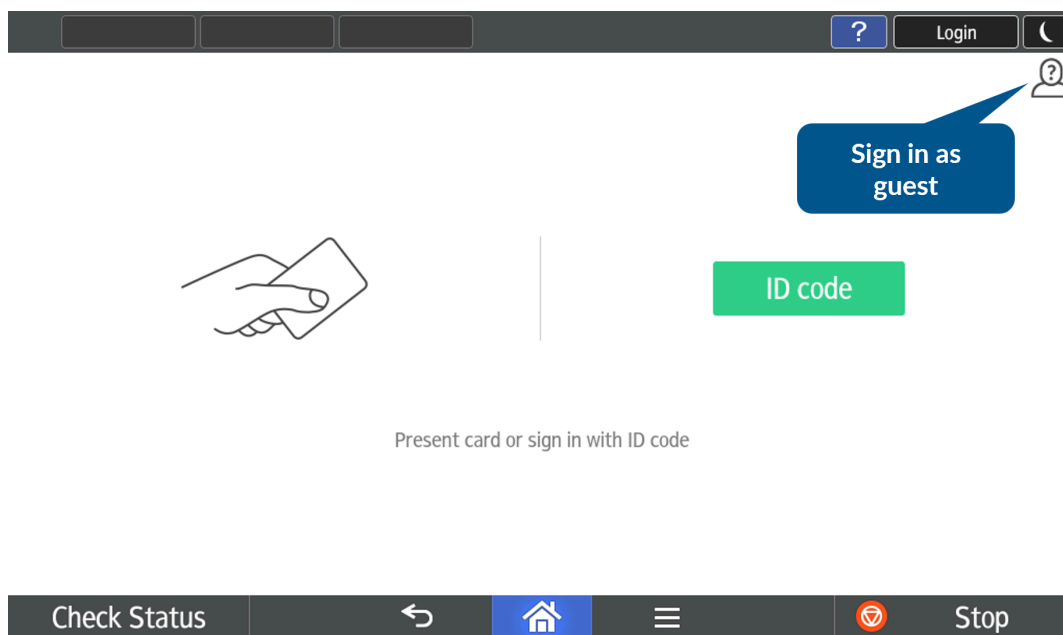 ?
Login
?
Sign in as
guest
ID code
Present card or sign in with ID code
Check Status
Stop